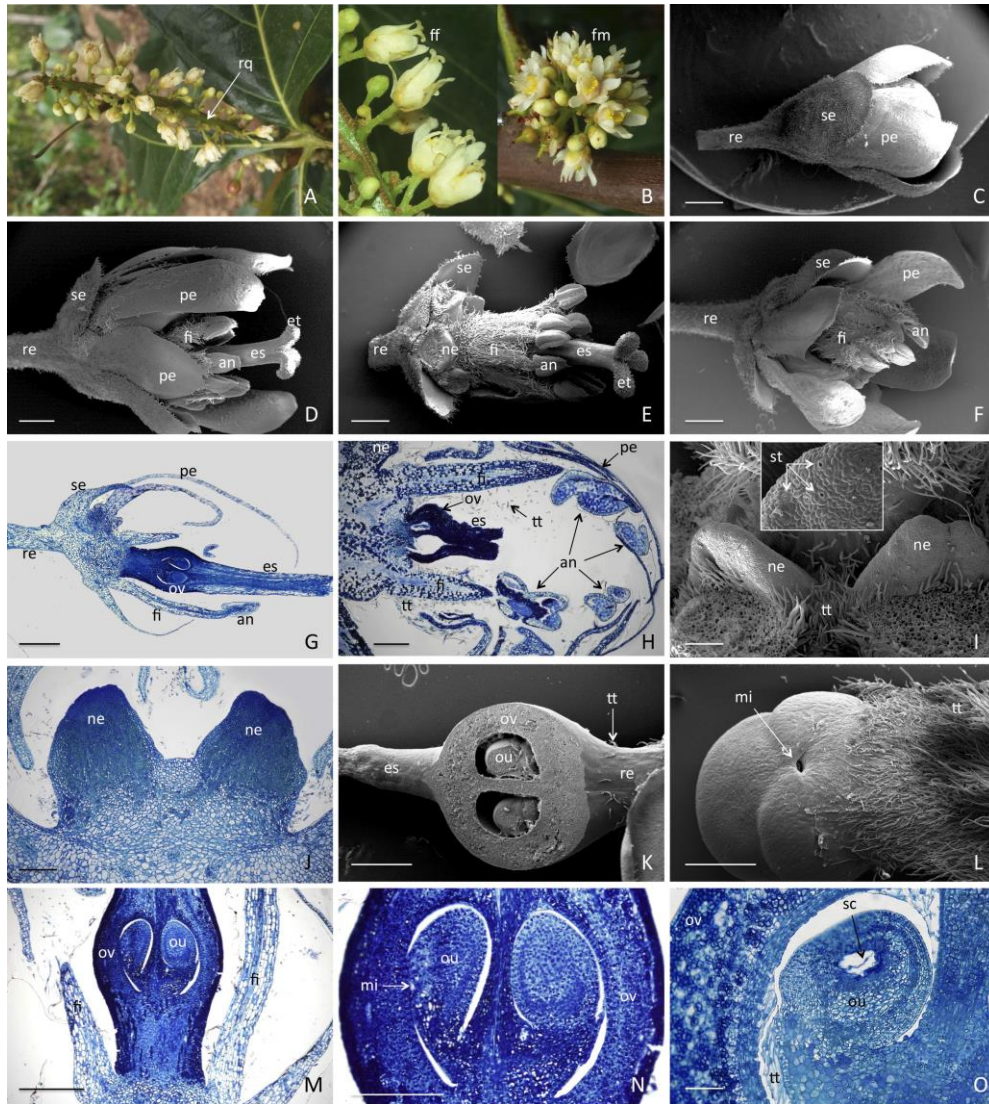 rq
A
ff
fm
B
se
re
pe
C
se
pe
fi
et
re
an
es
pe
D
se
re
ne
fi
es
an
et
E
se
pe
re
fi
an
F
pe
se
re
es
ov
fi
an
G
ne
pe
fi
ov
es
tt
an
fi
tt
H
st
ne
ne
tt
I
ne
ne
J
ov
tt
ou
es
re
K
mi
tt
L
ou
ov
fi
fi
M
ou
mi
ov
N
sc
ov
ou
tt
O